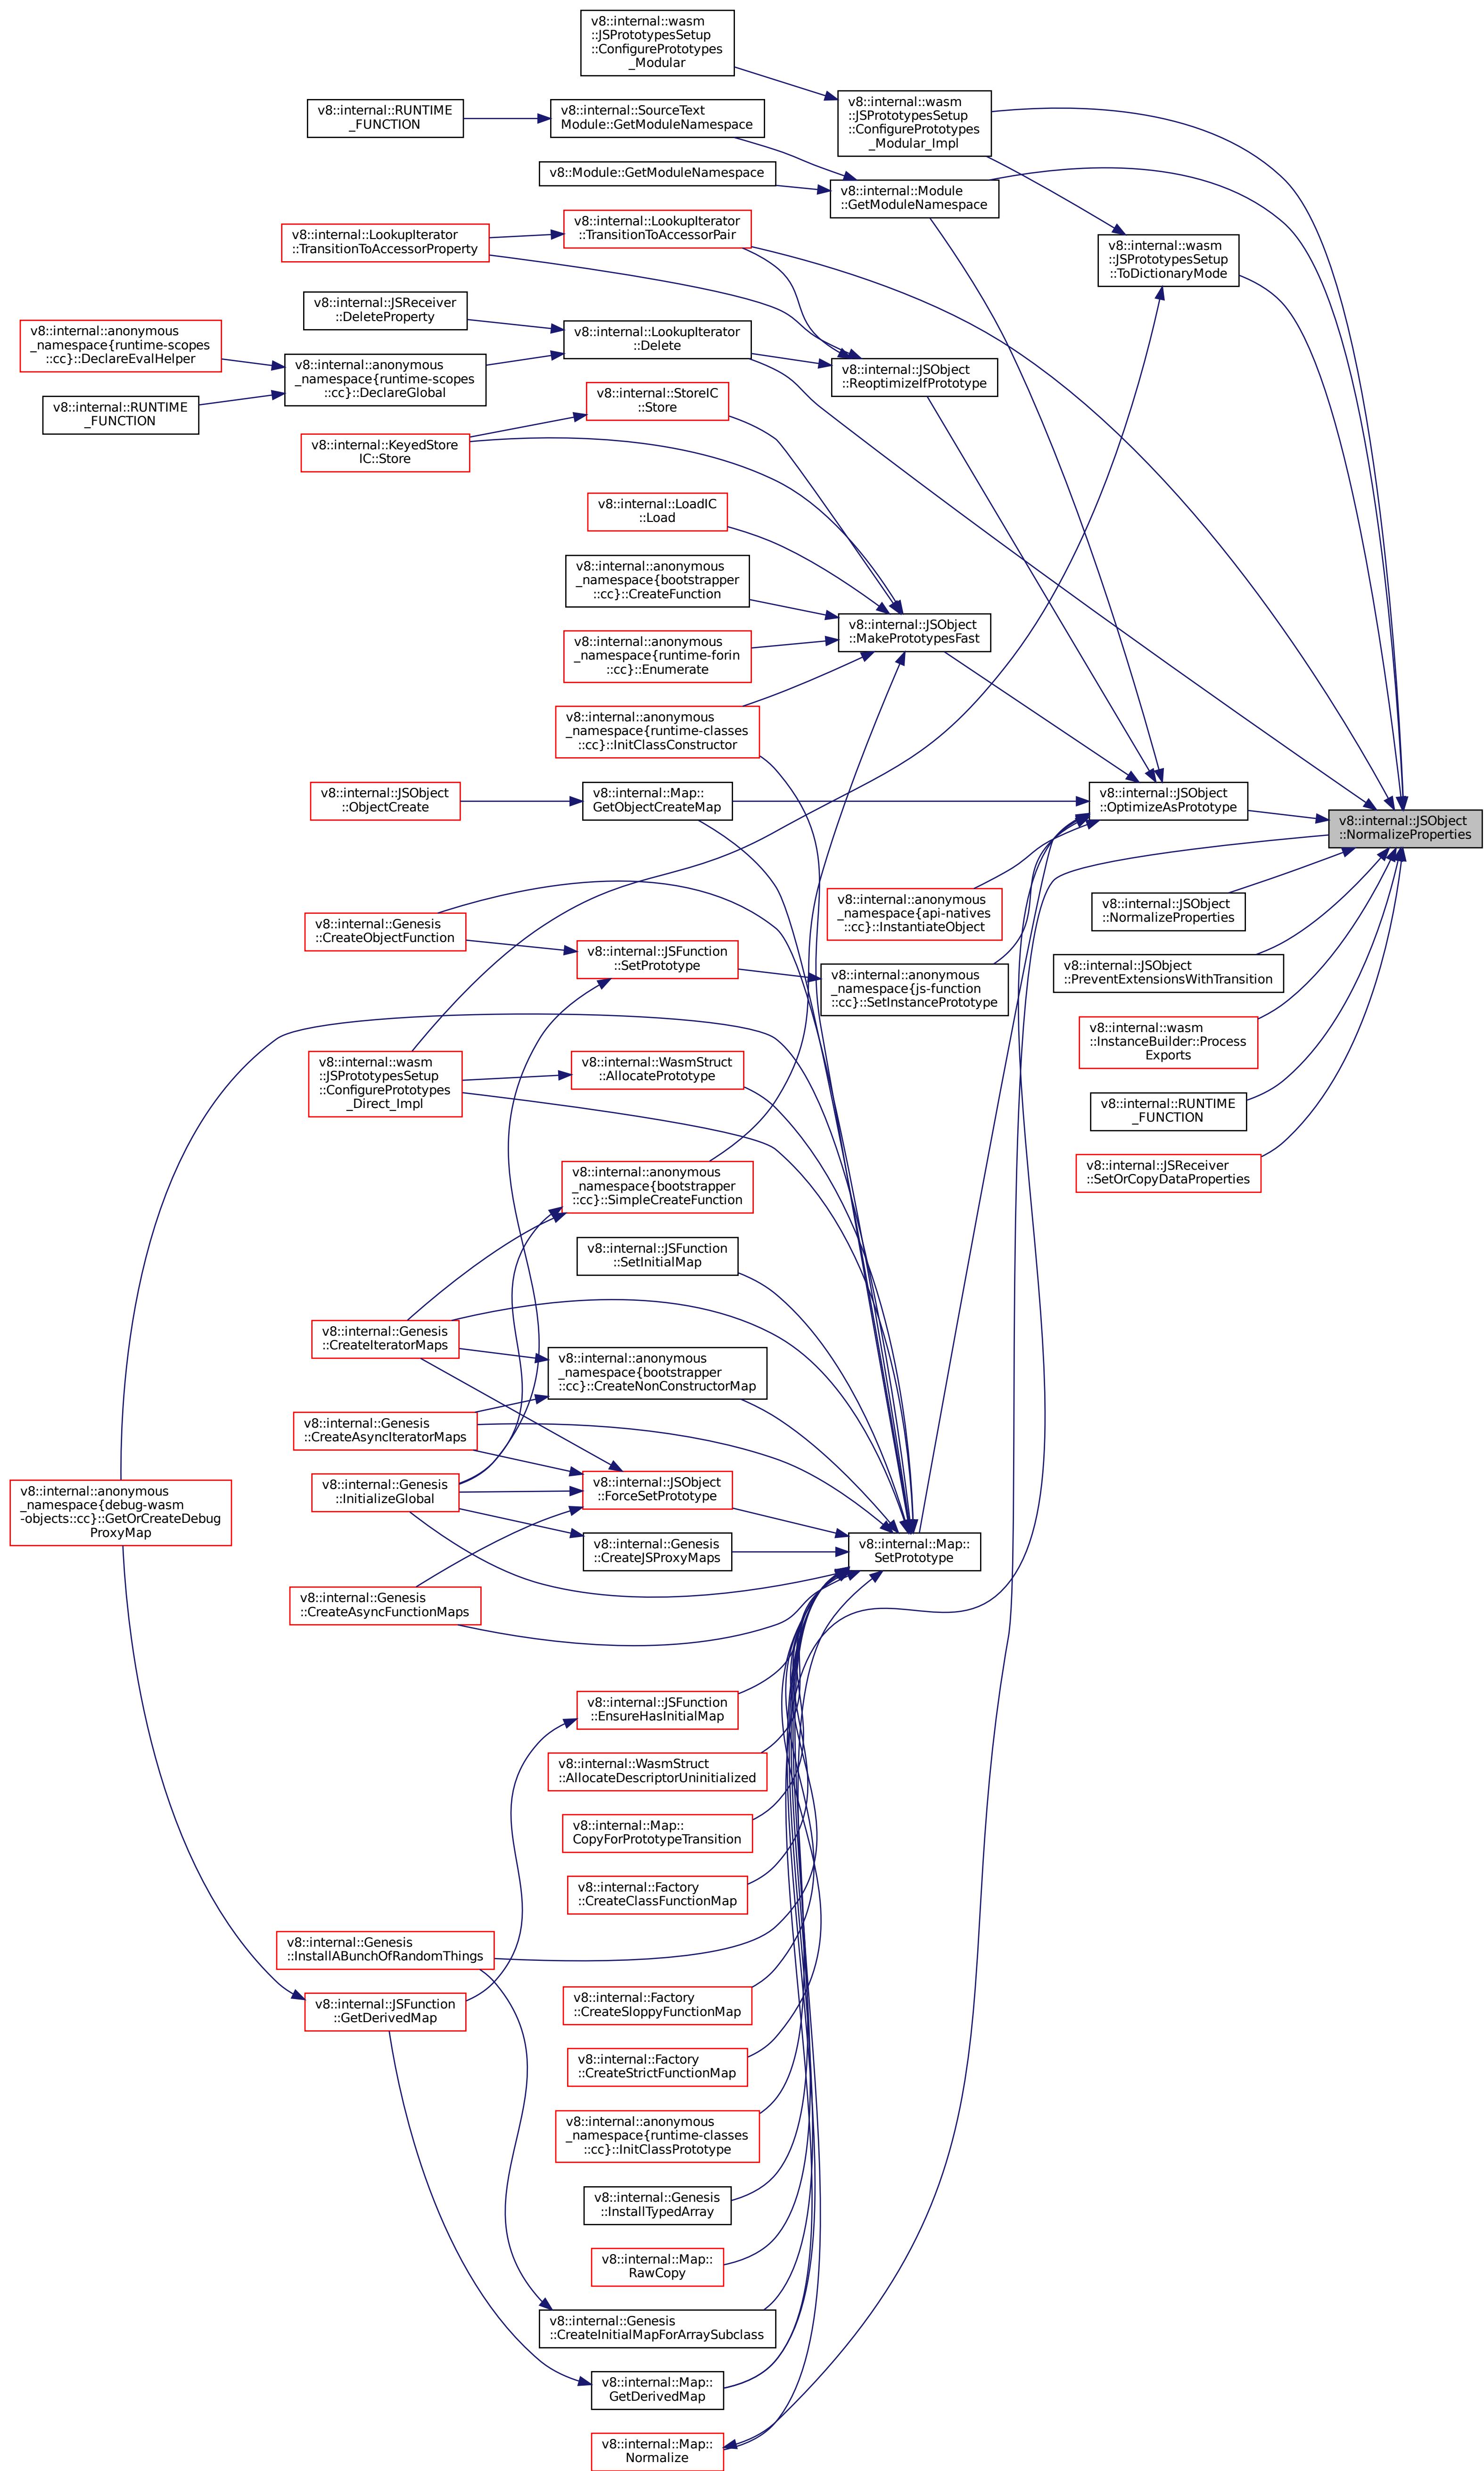 v8::internal::wasm
::JSPrototypesSetup
::ConfigurePrototypes
_Modular
v8::internal::wasm
::JSPrototypesSetup
::ConfigurePrototypes
_Modular_Impl
v8::internal::RUNTIME
_FUNCTION
v8::internal::SourceText
Module::GetModuleNamespace
v8::Module::GetModuleNamespace
v8::internal::Module
::GetModuleNamespace
v8::internal::LookupIterator
::TransitionToAccessorProperty
v8::internal::LookupIterator
::TransitionToAccessorPair
v8::internal::wasm
::JSPrototypesSetup
::ToDictionaryMode
v8::internal::JSReceiver
::DeleteProperty
v8::internal::anonymous
_namespace{runtime-scopes
::cc}::DeclareEvalHelper
v8::internal::anonymous
_namespace{runtime-scopes
::cc}::DeclareGlobal
v8::internal::LookupIterator
::Delete
v8::internal::JSObject
::ReoptimizeIfPrototype
v8::internal::RUNTIME
_FUNCTION
v8::internal::StoreIC
::Store
v8::internal::KeyedStore
IC::Store
v8::internal::LoadIC
::Load
v8::internal::anonymous
_namespace{bootstrapper
::cc}::CreateFunction
v8::internal::JSObject
::MakePrototypesFast
v8::internal::anonymous
_namespace{runtime-forin
::cc}::Enumerate
v8::internal::anonymous
_namespace{runtime-classes
::cc}::InitClassConstructor
v8::internal::JSObject
::ObjectCreate
v8::internal::Map::
GetObjectCreateMap
v8::internal::JSObject
::OptimizeAsPrototype
v8::internal::JSObject
::NormalizeProperties
v8::internal::anonymous
_namespace{api-natives
::cc}::InstantiateObject
v8::internal::JSObject
::NormalizeProperties
v8::internal::Genesis
::CreateObjectFunction
v8::internal::JSFunction
::SetPrototype
v8::internal::anonymous
_namespace{js-function
::cc}::SetInstancePrototype
v8::internal::JSObject
::PreventExtensionsWithTransition
v8::internal::wasm
::InstanceBuilder::Process
Exports
v8::internal::wasm
::JSPrototypesSetup
::ConfigurePrototypes
_Direct_Impl
v8::internal::WasmStruct
::AllocatePrototype
v8::internal::RUNTIME
_FUNCTION
v8::internal::JSReceiver
::SetOrCopyDataProperties
v8::internal::anonymous
_namespace{bootstrapper
::cc}::SimpleCreateFunction
v8::internal::JSFunction
::SetInitialMap
v8::internal::Genesis
::CreateIteratorMaps
v8::internal::anonymous
_namespace{bootstrapper
::cc}::CreateNonConstructorMap
v8::internal::Genesis
::CreateAsyncIteratorMaps
v8::internal::anonymous
_namespace{debug-wasm
-objects::cc}::GetOrCreateDebug
ProxyMap
v8::internal::Genesis
::InitializeGlobal
v8::internal::JSObject
::ForceSetPrototype
v8::internal::Genesis
::CreateJSProxyMaps
v8::internal::Map::
SetPrototype
v8::internal::Genesis
::CreateAsyncFunctionMaps
v8::internal::JSFunction
::EnsureHasInitialMap
v8::internal::WasmStruct
::AllocateDescriptorUninitialized
v8::internal::Map::
CopyForPrototypeTransition
v8::internal::Factory
::CreateClassFunctionMap
v8::internal::Genesis
::InstallABunchOfRandomThings
v8::internal::JSFunction
::GetDerivedMap
v8::internal::Factory
::CreateSloppyFunctionMap
v8::internal::Factory
::CreateStrictFunctionMap
v8::internal::anonymous
_namespace{runtime-classes
::cc}::InitClassPrototype
v8::internal::Genesis
::InstallTypedArray
v8::internal::Map::
RawCopy
v8::internal::Genesis
::CreateInitialMapForArraySubclass
v8::internal::Map::
GetDerivedMap
v8::internal::Map::
Normalize